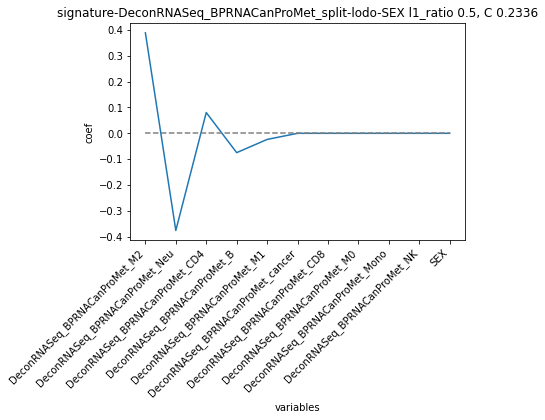 signature-DeconRNASeq_BPRNACanProMet_split-lodo-SEX l1_ratio 0.5, C 0.2336
0.4
0.3
0.2
0.1
0.0
−0.1
−0.2
−0.3
−0.4
coef
DeconRNASeq_BPRNACanProMet_M2
DeconRNASeq_BPRNACanProMet_Neu
DeconRNASeq_BPRNACanProMet_CD4
DeconRNASeq_BPRNACanProMet_B
DeconRNASeq_BPRNACanProMet_M1
DeconRNASeq_BPRNACanProMet_cancer
DeconRNASeq_BPRNACanProMet_CD8
DeconRNASeq_BPRNACanProMet_M0
DeconRNASeq_BPRNACanProMet_Mono
DeconRNASeq_BPRNACanProMet_NK
SEX
variables